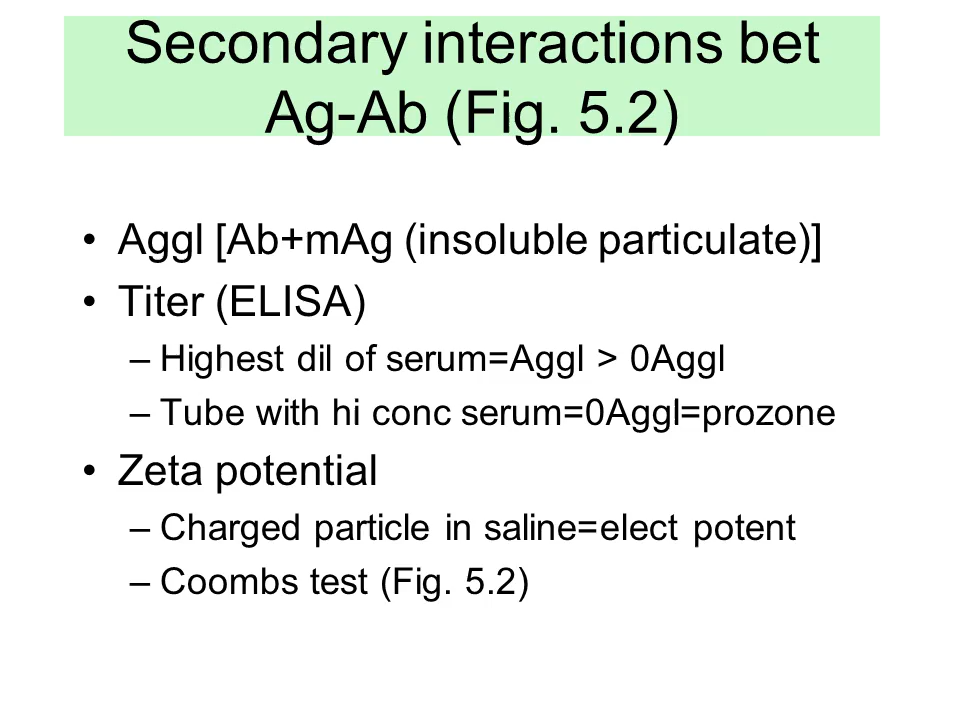 Secondary interactions bet
Ag-Ab (Fig. 5.2)
• Aggl [Ab+mAg (insoluble particulate)]
• Titer (ELISA)
– Highest dil of serum=Aggl > 0Aggl
– Tube with hi conc serum=0Aggl=prozone
• Zeta potential
– Charged particle in saline=elect potent
– Coombs test (Fig. 5.2)